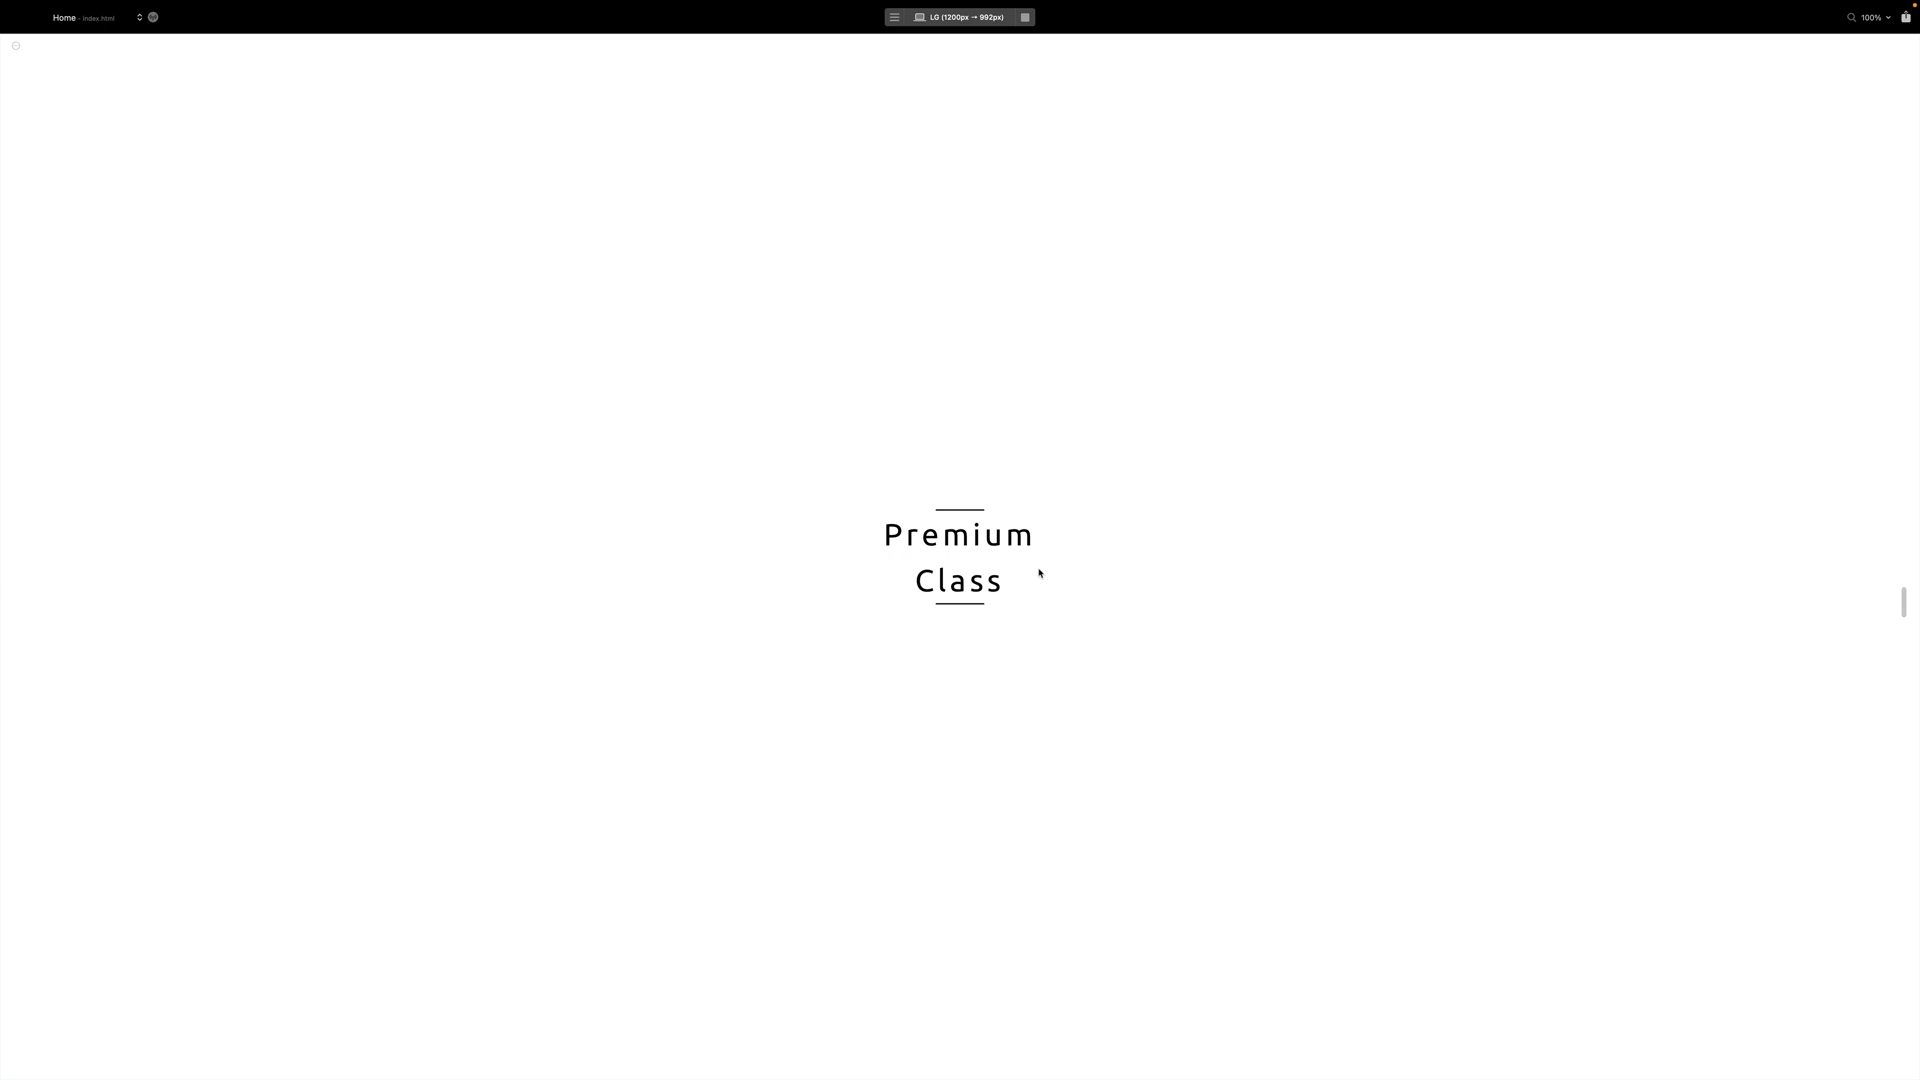 Home - index.html
LG (1200px → 992px)
100%
Premium
Class